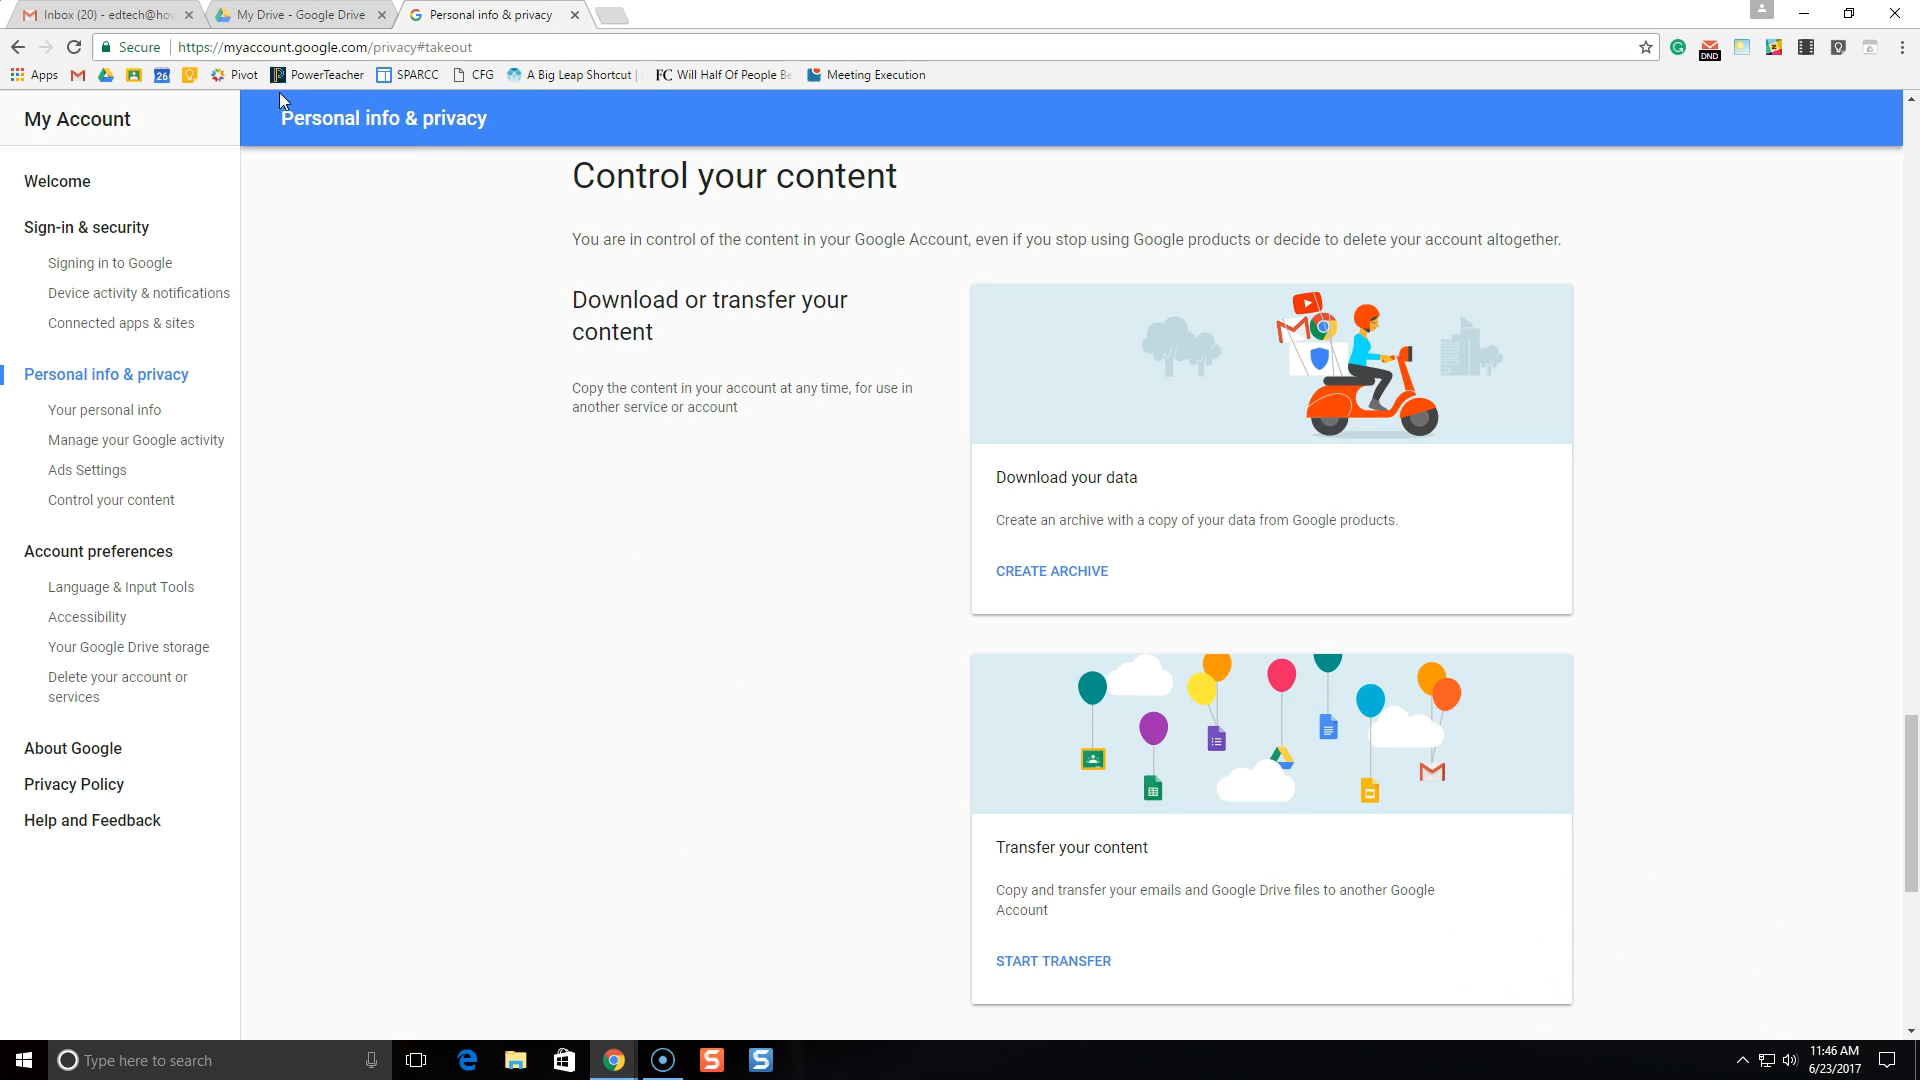 Inbox (20) - edtech@hov
My Drive - Google Drive
Personal info & privacy
Secure
https://myaccount.google.com/privacy#takeout
DND
Apps
26
Pivot
PowerTeacher
SPARCC
CFG
A Big Leap Shortcut |
FC Will Half Of People Be
Meeting Execution
My Account
Personal info & privacy
Welcome
Sign-in & security
Signing in to Google
Device activity & notifications
Connected apps & sites
Personal info & privacy
Your personal info
Manage your Google activity
Ads Settings
Control your content
Account preferences
Language & Input Tools
Accessibility
Your Google Drive storage
Delete your account or
services
About Google
Privacy Policy
Help and Feedback
Control your content
You are in control of the content in your Google Account, even if you stop using Google products or decide to delete your account altogether.
Download or transfer your
content
Copy the content in your account at any time, for use in
another service or account
Download your data
Create an archive with a copy of your data from Google products.
CREATE ARCHIVE
Transfer your content
Copy and transfer your emails and Google Drive files to another Google
Account
START TRANSFER
Type here to search
11:46 AM
6/23/2017